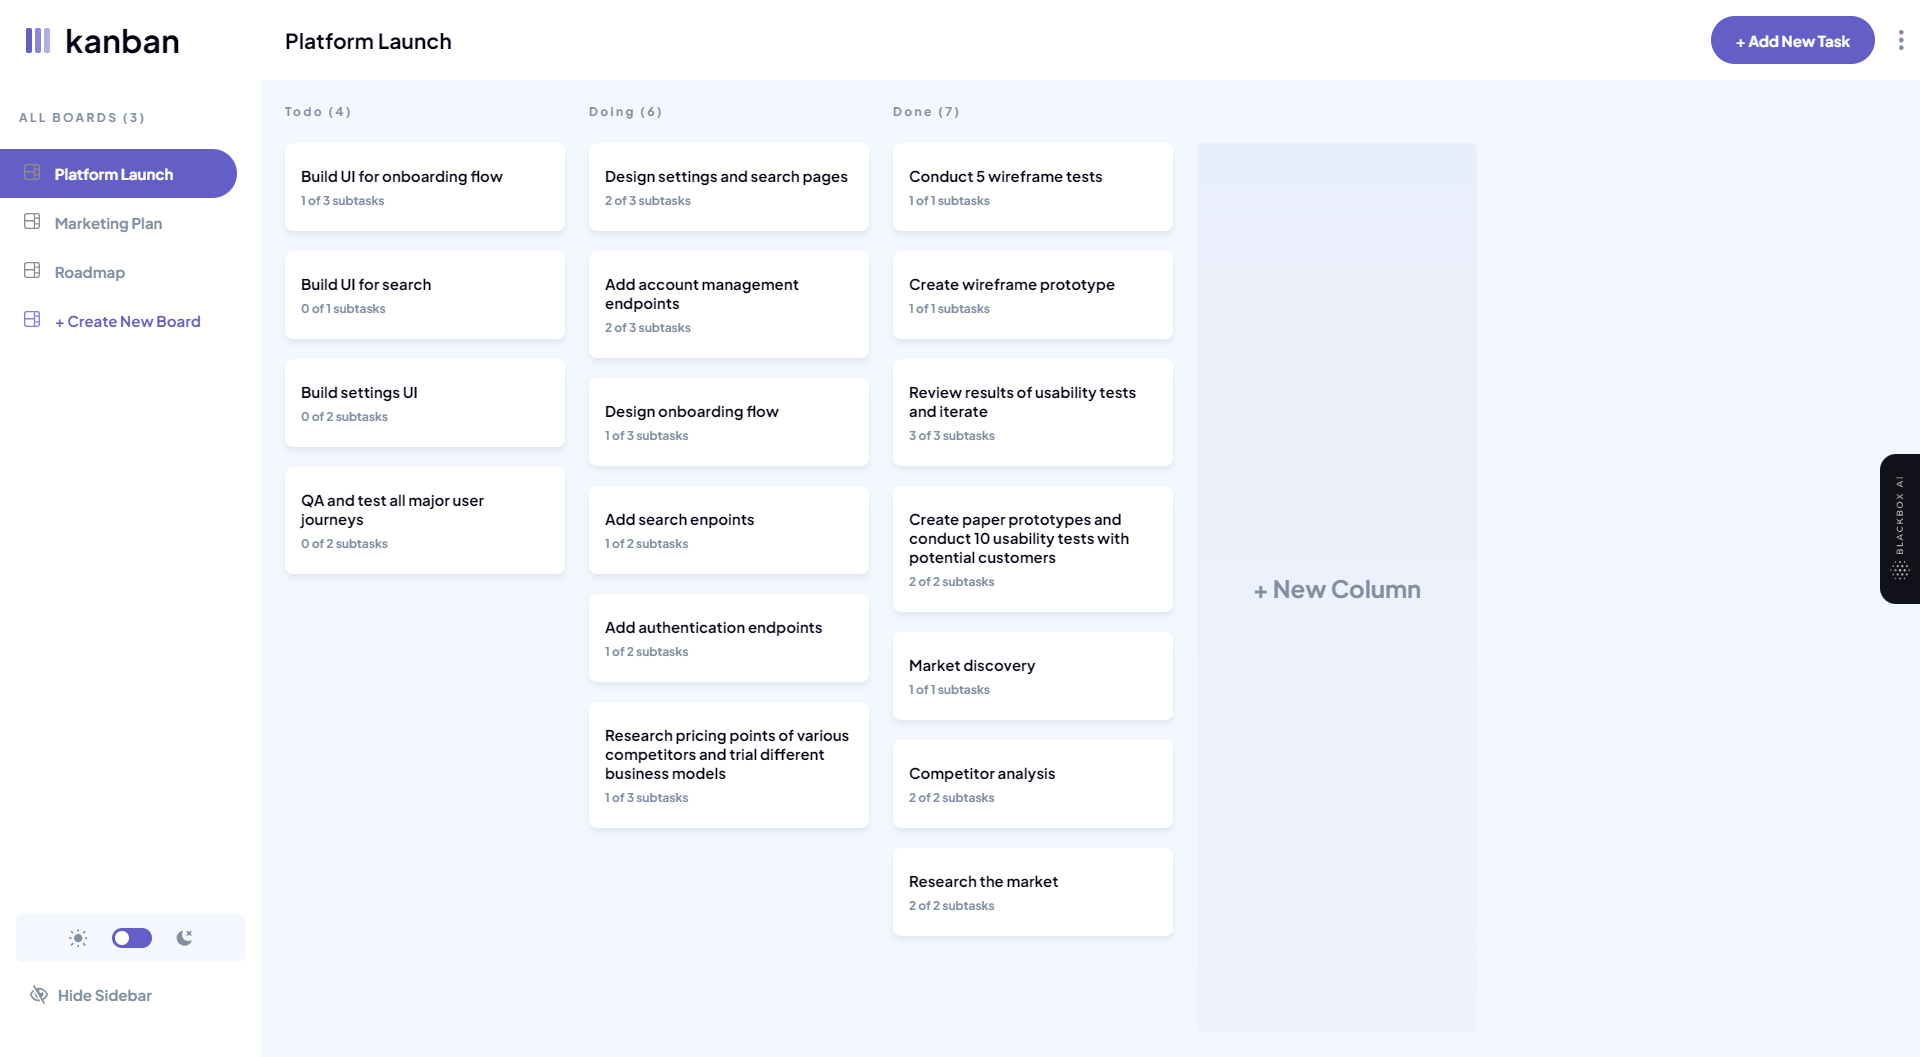 kanban
Platform Launch
+ Add New Task
ALL BOARDS (3)
Platform Launch
Marketing Plan
Roadmap
+ Create New Board
Hide Sidebar
Todo (4)
Build UI for onboarding flow
1 of 3 subtasks
Build UI for search
0 of 1 subtasks
Build settings UI
0 of 2 subtasks
QA and test all major user
journeys
0 of 2 subtasks
Doing (6)
Design settings and search pages
2 of 3 subtasks
Add account management
endpoints
2 of 3 subtasks
Design onboarding flow
1 of 3 subtasks
Add search enpoints
1 of 2 subtasks
Add authentication endpoints
1 of 2 subtasks
Research pricing points of various
competitors and trial different
business models
1 of 3 subtasks
Done (7)
Conduct 5 wireframe tests
1 of 1 subtasks
Create wireframe prototype
1 of 1 subtasks
Review results of usability tests
and iterate
3 of 3 subtasks
Create paper prototypes and
conduct 10 usability tests with
potential customers
2 of 2 subtasks
Market discovery
1 of 1 subtasks
Competitor analysis
2 of 2 subtasks
Research the market
2 of 2 subtasks
+ New Column
BLACKBOX AI